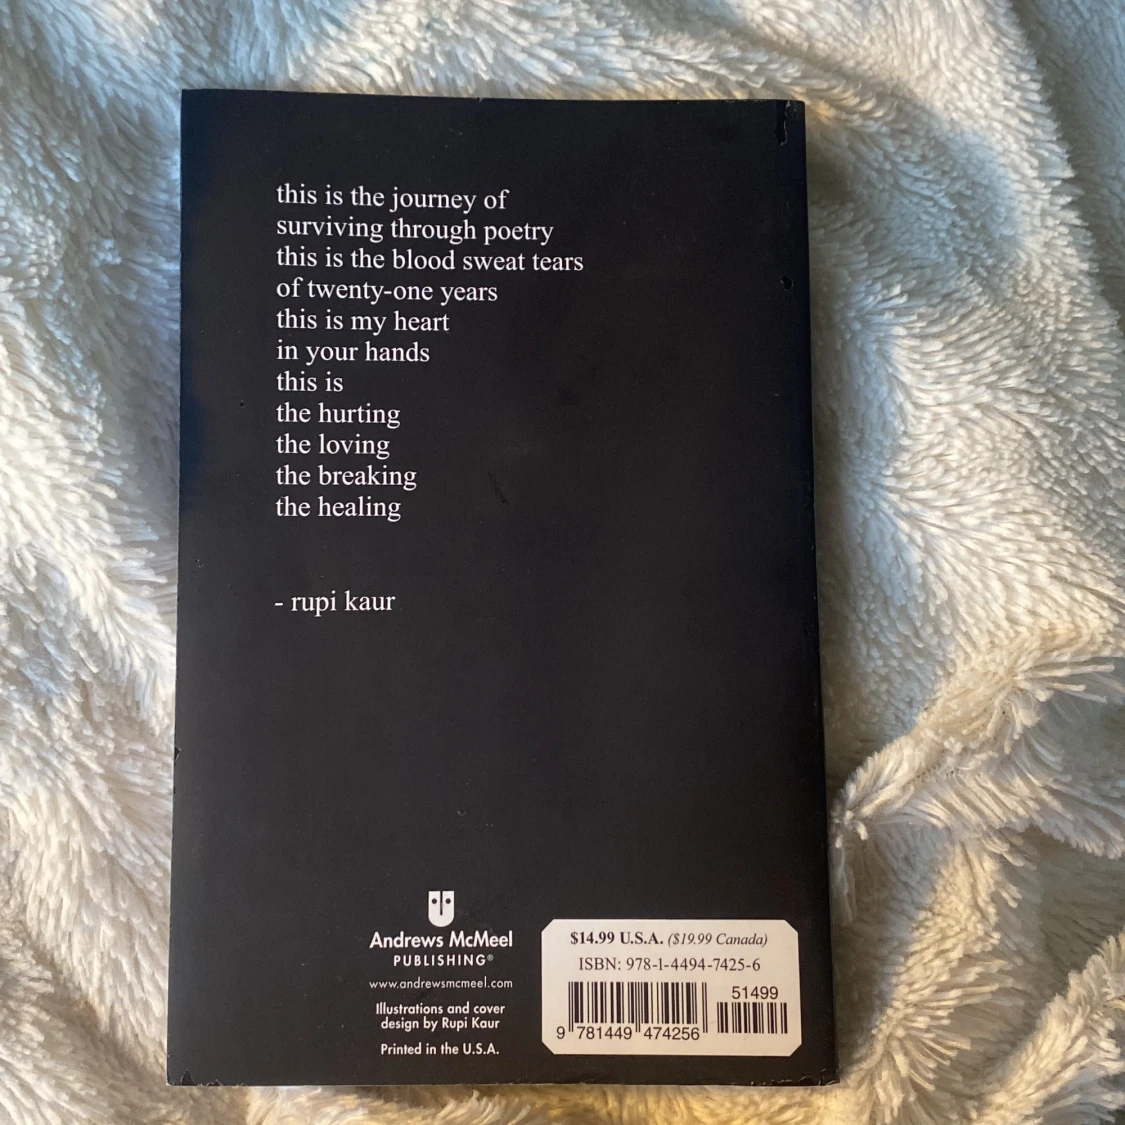 this is the journey of
surviving through poetry
this is the blood sweat tears
of twenty-one years
this is my heart
in your hands
this is
the hurting
the loving
the breaking
the healing
- rupi kaur
Andrews McMeel
PUBLISHING®
www.andrewsmcmeel.com
Illustrations and cover
design by Rupi Kaur
Printed in the U.S.A.
$14.99 U.S.A. ($19.99 Canada)
ISBN: 978-1-4494-7425-6
51499
9 781449 474256